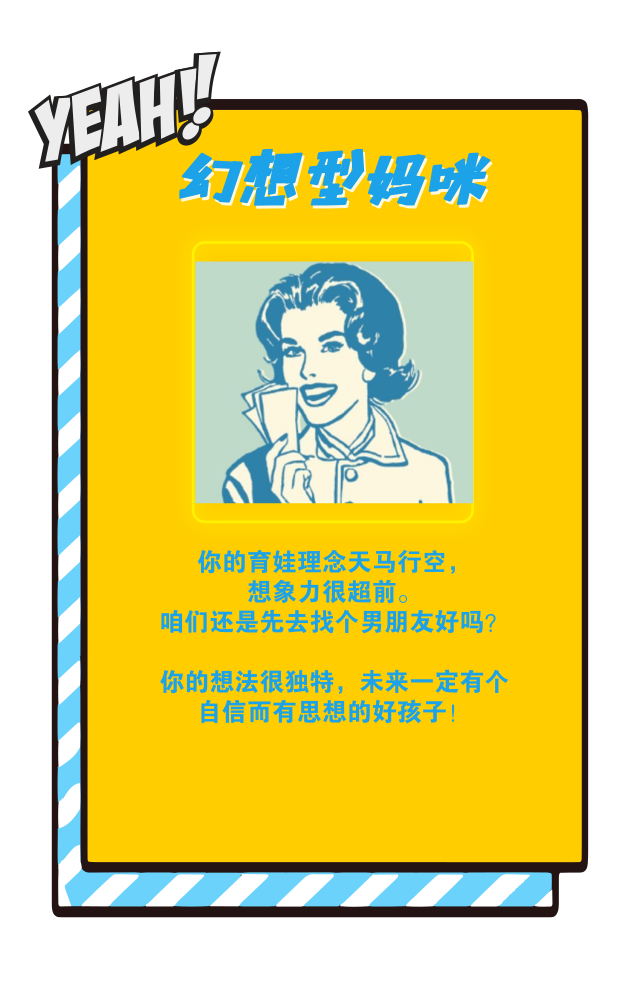 YEAH!!
幻想型妈咪
你的育娃理念天马行空，
想象力很超前。
咱们还是先去找个男朋友好吗？
你的想法很独特，未来一定有个
自信而有思想的好孩子！